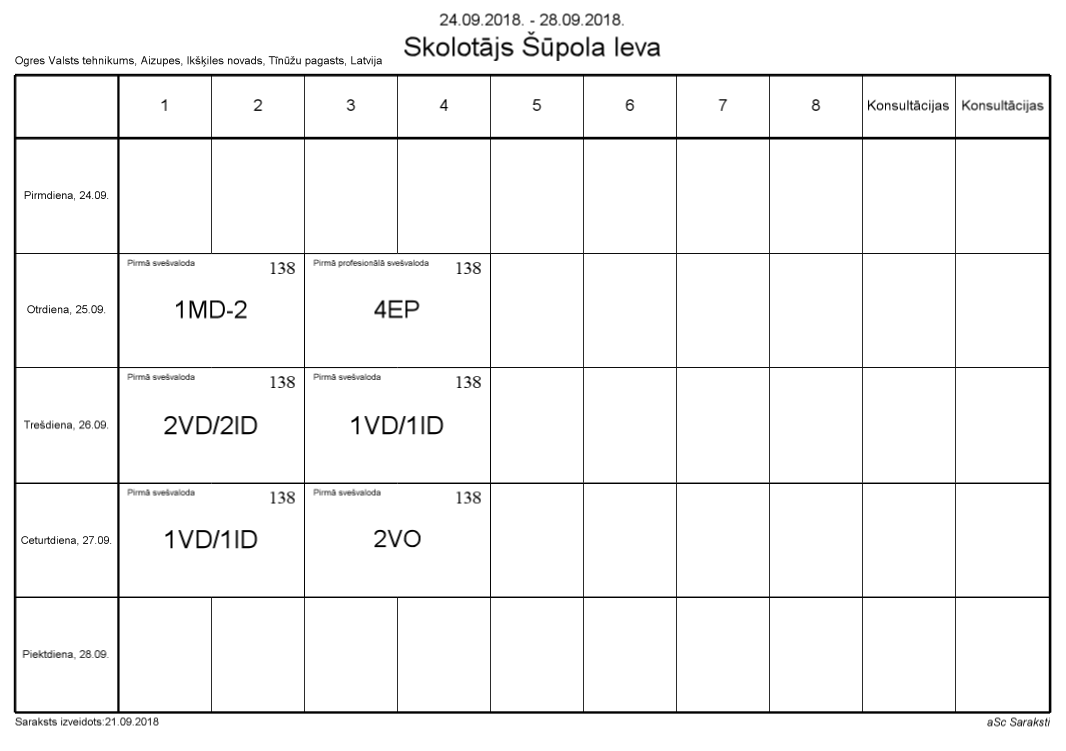 24.09.2018. - 28.09.2018.
Skolotājs Šūpola Ieva
Ogres Valsts tehnikums, Aizupes, Ikšķiles novads, Tīnūžu pagasts, Latvija
1 2 3 4 5 6 7 8 Konsultācijas Konsultācijas
Pirmdiena, 24.09.
Pirmā svešvaloda 138 Pirmā profesionālā svešvaloda 138
Otrdiena, 25.09. 1MD-2 4EP
Pirmā svešvaloda 138 Pirmā svešvaloda 138
Trešdiena, 26.09. 2VD/2ID 1VD/1ID
Pirmā svešvaloda 138 Pirmā svešvaloda 138
Ceturtdiena, 27.09. 1VD/1ID 2VO
Piektdiena, 28.09.
Saraksts izveidots:21.09.2018 aSc Saraksti